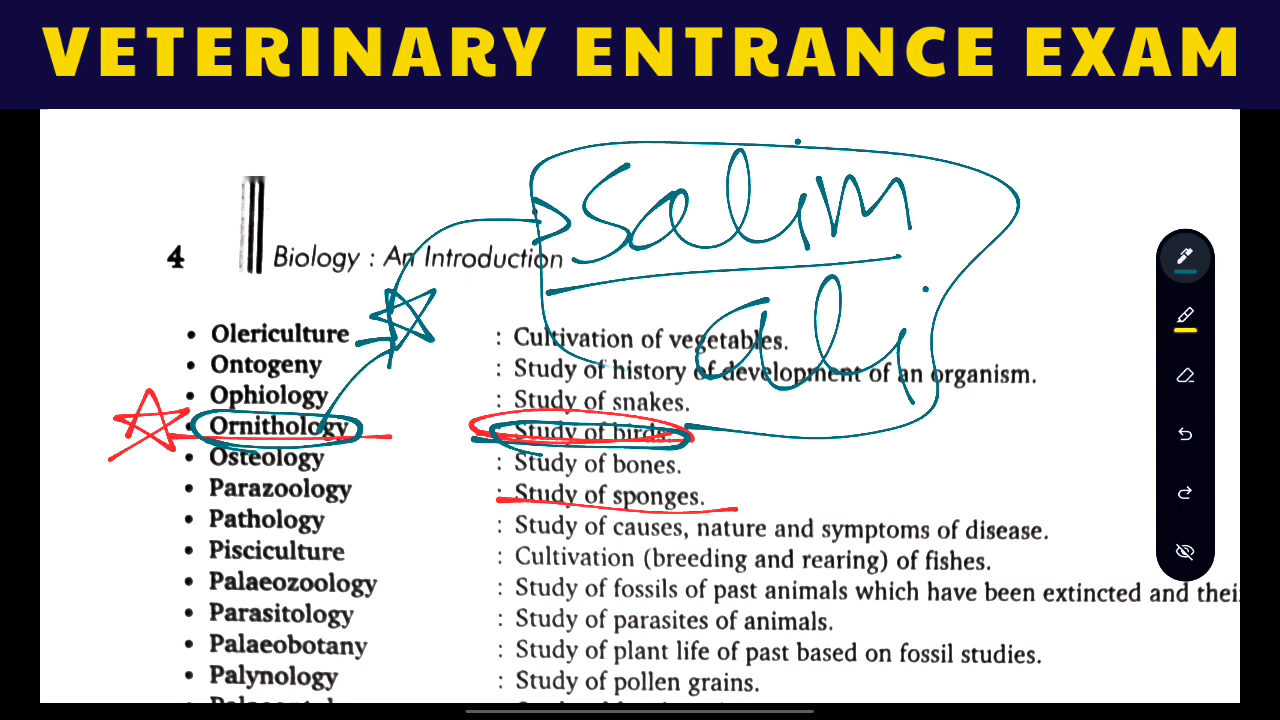 VETERINARY ENTRANCE EXAM
salim
ali
4 Biology : An Introduction
• Olericulture : Cultivation of vegetables.
• Ontogeny : Study of history of development of an organism.
• Ophiology : Study of snakes.
• Ornithology : Study of birds.
• Osteology : Study of bones.
• Parazoology : Study of sponges.
• Pathology : Study of causes, nature and symptoms of disease.
• Pisciculture : Cultivation (breeding and rearing) of fishes.
• Palaeozoology : Study of fossils of past animals which have been extincted and thei
• Parasitology : Study of parasites of animals.
• Palaeobotany : Study of plant life of past based on fossil studies.
• Palynology : Study of pollen grains.